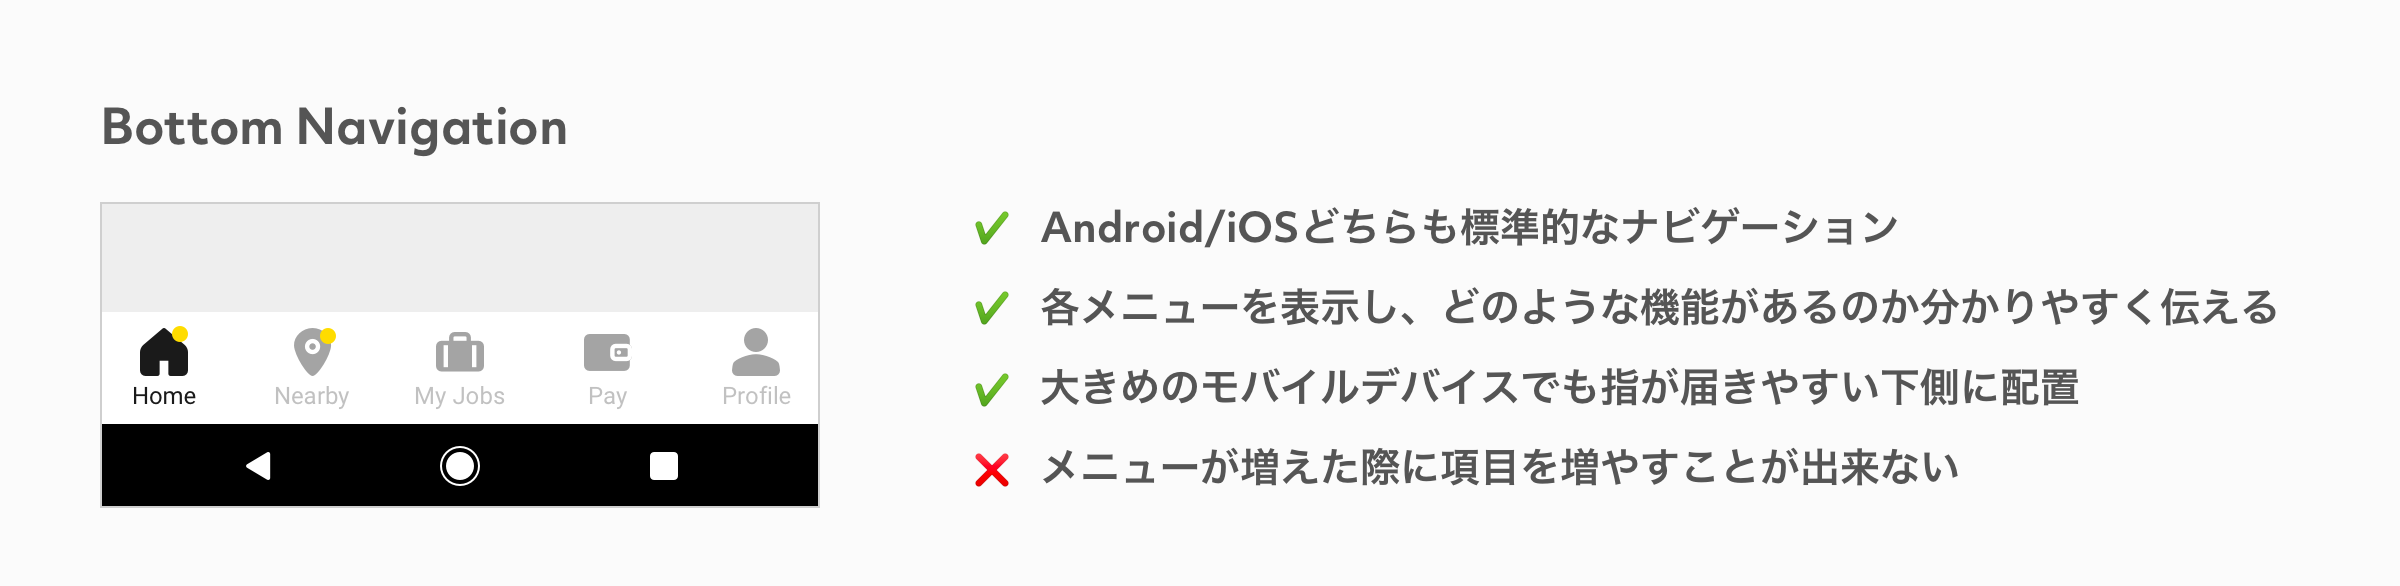 Bottom Navigation
Home Nearby My Jobs Pay Profile
Android/iOSどちらも標準的なナビゲーション
各メニューを表示し、どのような機能があるのか分かりやすく伝える
大きめのモバイルデバイスでも指が届きやすい下側に配置
メニューが増えた際に項目を増やすことが出来ない